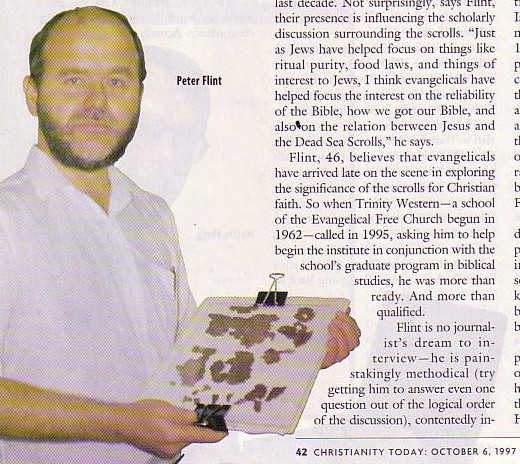 Peter Flint
last decade. Not surprisingly, says Flint,
their presence is influencing the scholarly
discussion surrounding the scrolls. “Just
as Jews have helped focus on things like
ritual purity, food laws, and things of
interest to Jews, I think evangelicals have
helped focus the interest on the reliability
of the Bible, how we got our Bible, and
also on the relation between Jesus and
the Dead Sea Scrolls,” he says.
Flint, 46, believes that evangelicals
have arrived late on the scene in exploring
the significance of the scrolls for Christian
faith. So when Trinity Western—a school
of the Evangelical Free Church begun in
1962—called in 1995, asking him to help
begin the institute in conjunction with the
school’s graduate program in biblical
studies, he was more than
ready. And more than
qualified.
Flint is no journal-
ist’s dream to in-
terview—he is pain-
stakingly methodical (try
getting him to answer even one
question out of the logical order
of the discussion), contentedly in-
42 CHRISTIANITY TODAY: OCTOBER 6, 1997